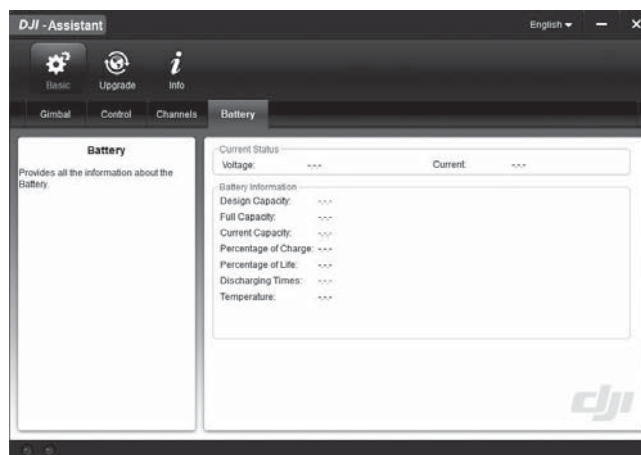 DJI - Assistant
English
Basic
Upgrade
Info
Gimbal
Control
Channels
Battery
Battery
Provides all the information about the
Battery.
Current Status
Voltage: -.-.-
Current: -.-.-
Battery Information
Design Capacity: -.-.-
Full Capacity: -.-.-
Current Capacity: -.-.-
Percentage of Charge: -.-.-
Percentage of Life: -.-.-
Discharging Times: -.-.-
Temperature: -.-.-
dji